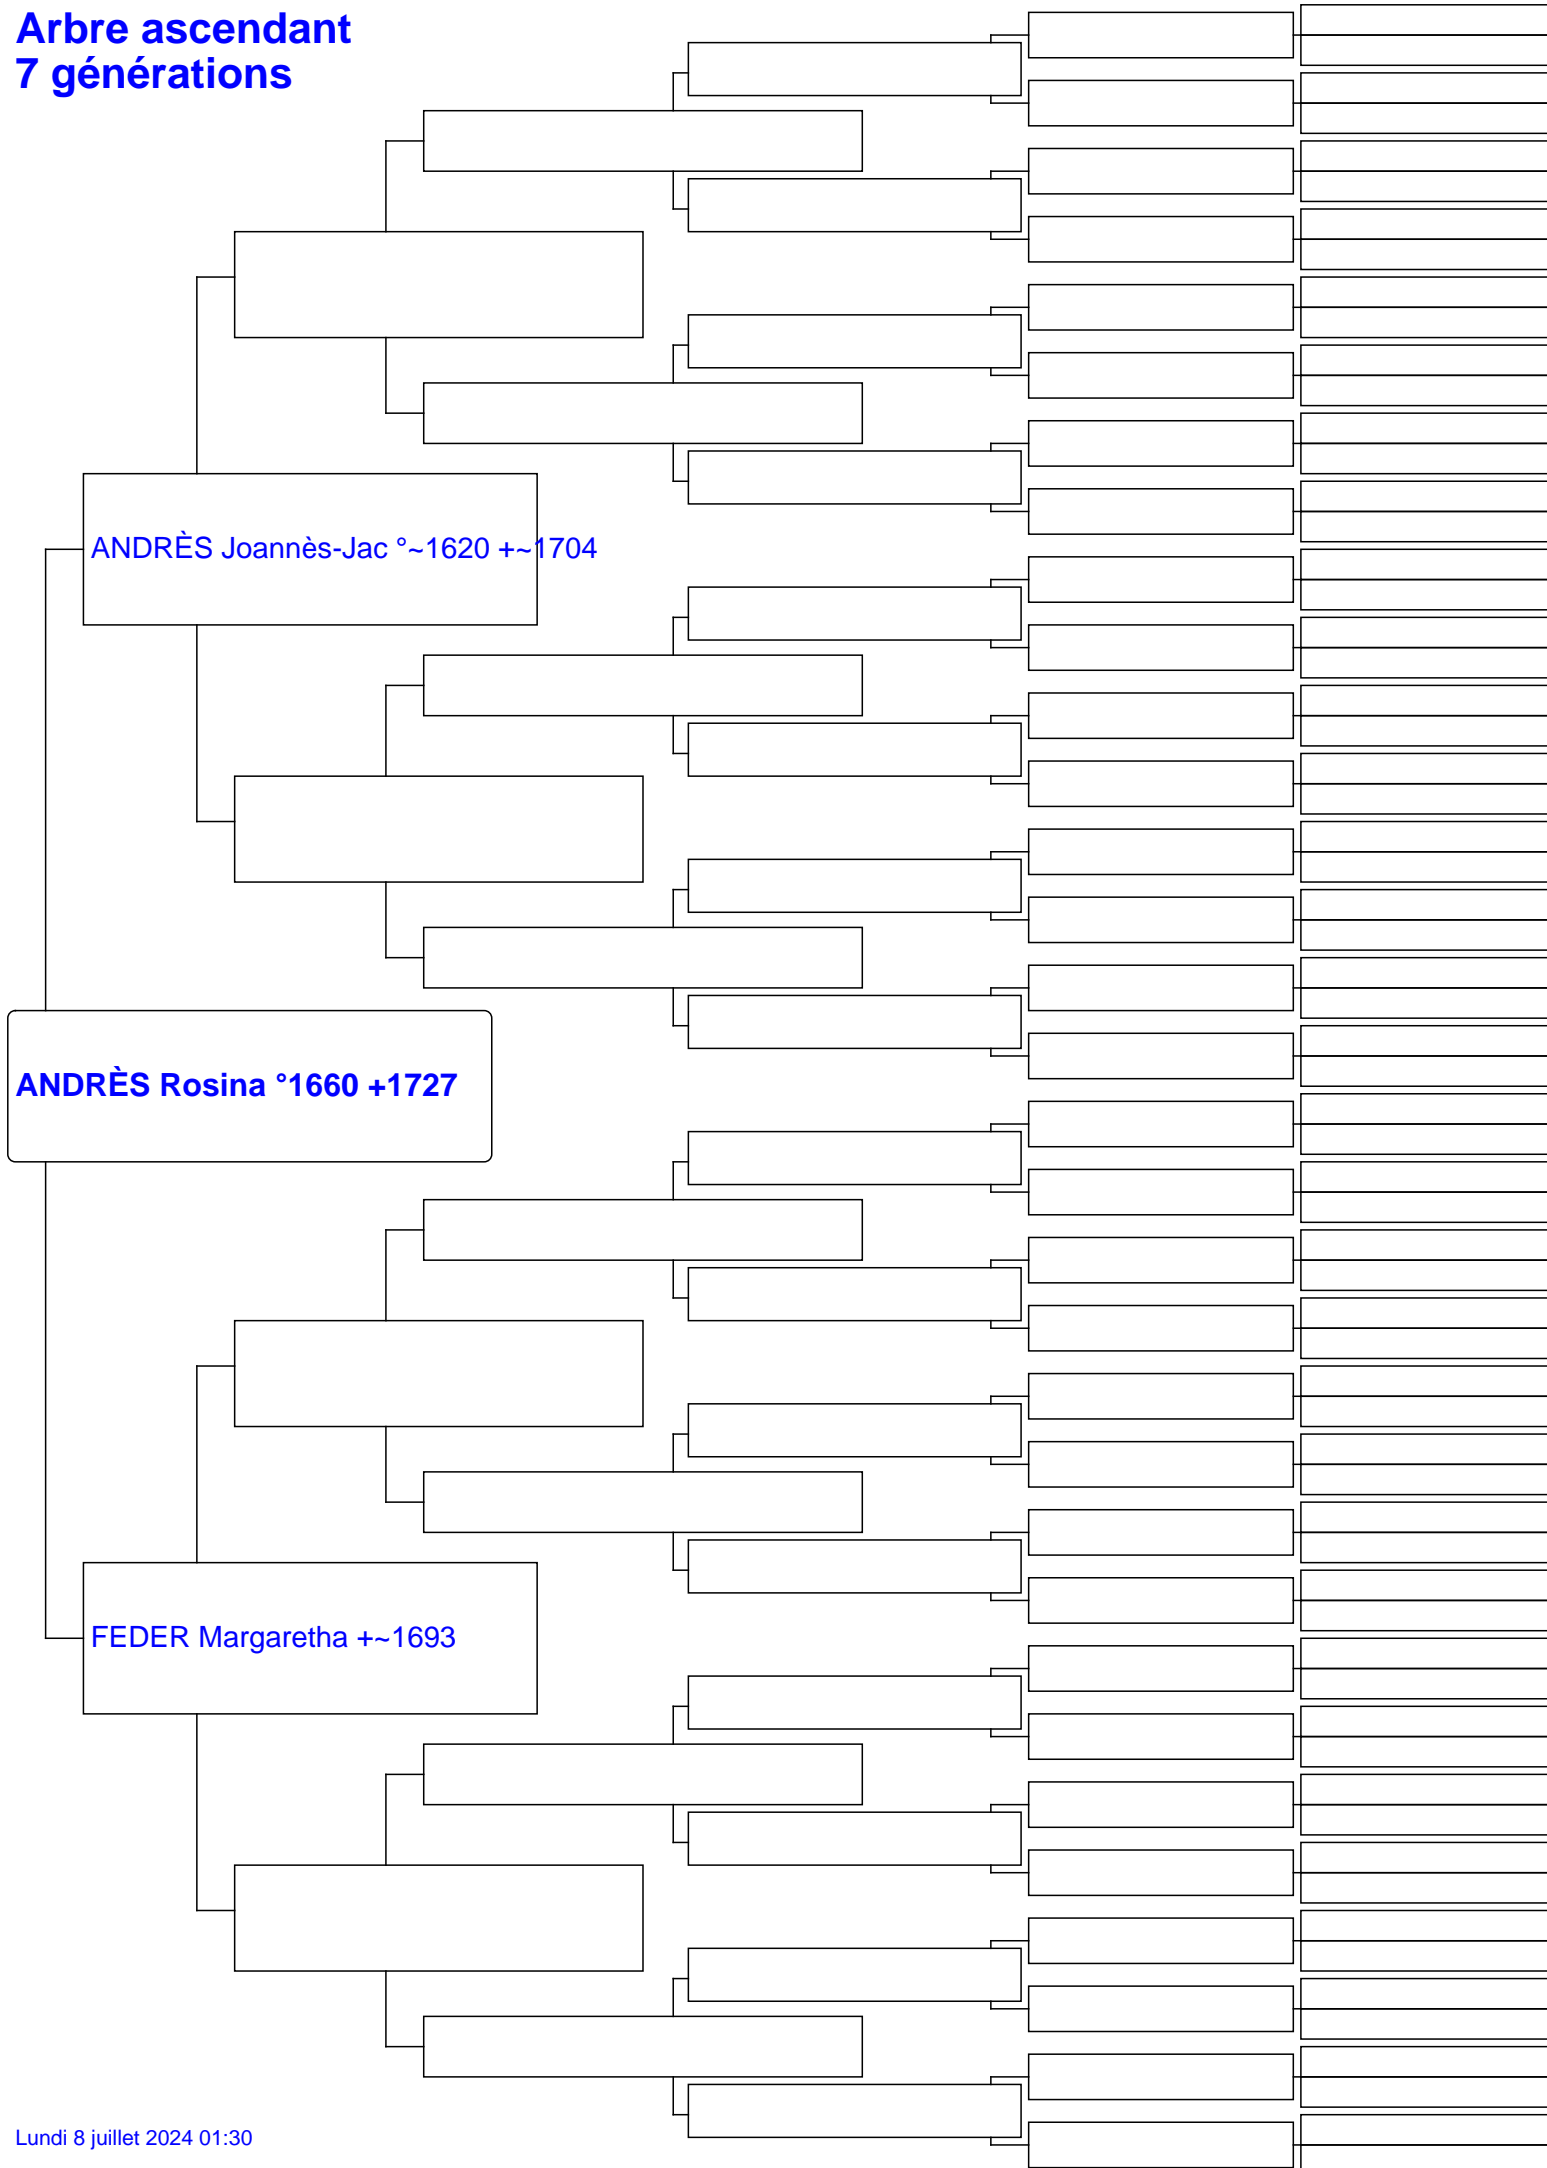 Arbre ascendant
7 générations
ANDRÈS Joannès-Jac °~1620 +~1704
ANDRÈS Rosina °1660 +1727
FEDER Margaretha +~1693
Lundi 8 juillet 2024 01:30